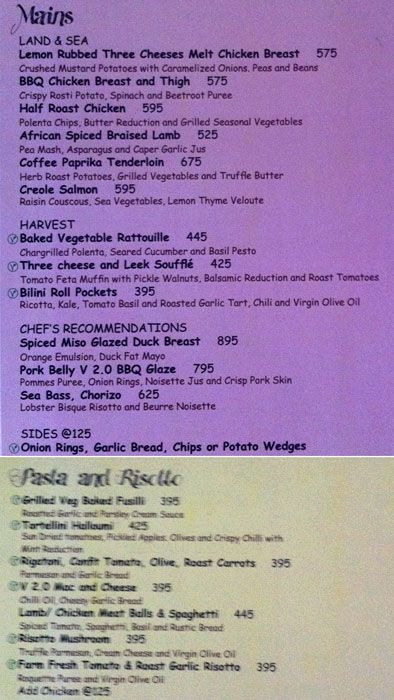 Mains
LAND & SEA
Lemon Rubbed Three Cheeses Melt Chicken Breast 575
Crushed Mustard Potatoes with Caramelized Onions, Peas and Beans
BBQ Chicken Breast and Thigh 575
Crispy Rosti Potato, Spinach and Beetroot Puree
Half Roast Chicken 595
Polenta Chips, Butter Reduction and Grilled Seasonal Vegetables
African Spiced Braised Lamb 525
Pea Mash, Asparagus and Caper Garlic Jus
Coffee Paprika Tenderloin 675
Herb Roast Potatoes, Grilled Vegetables and Truffle Butter
Creole Salmon 595
Raisin Couscous, Sea Vegetables, Lemon Thyme Veloute
HARVEST
Baked Vegetable Rattouille 445
Chargrilled Polenta, Seared Cucumber and Basil Pesto
Three cheese and Leek Soufflé 425
Tomato Feta Muffin with Pickle Walnuts, Balsamic Reduction and Roast Tomatoes
Bilini Roll Pockets 395
Ricotta, Kale, Tomato Basil and Roasted Garlic Tart, Chili and Virgin Olive Oil
CHEF'S RECOMMENDATIONS
Spiced Miso Glazed Duck Breast 895
Orange Emulsion, Duck Fat Mayo
Pork Belly V 2.0 BBQ Glaze 795
Pommes Puree, Onion Rings, Noisette Jus and Crisp Pork Skin
Sea Bass, Chorizo 625
Lobster Bisque Risotto and Beurre Noisette
SIDES @125
Onion Rings, Garlic Bread, Chips or Potato Wedges
Pasta and Risotto
Grilled Veg Baked Fusilli 395
Roasted Garlic and Parsley Cream Sauce
Tartellini Halloumi 425
Sun Dried tomatoes, Pickled Apples, Olives and Crispy Chilli with
Mint Reduction
Rigatoni, Confit Tomato, Olive, Roast Carrots 395
Parmesan and Garlic Bread
V 2.0 Mac and Cheese 395
Chilli Oil, Cheesy Garlic Bread
Lamb/ Chicken Meat Balls & Spaghetti 445
Spiced Tomato, Spaghetti, Basil and Rustic Bread
Risotto Mushroom 395
Truffle Parmesan, Cream Cheese and Virgin Olive Oil
Farm Fresh Tomato & Roast Garlic Risotto 395
Roquette Puree and Virgin Olive Oil
Add Chicken @125